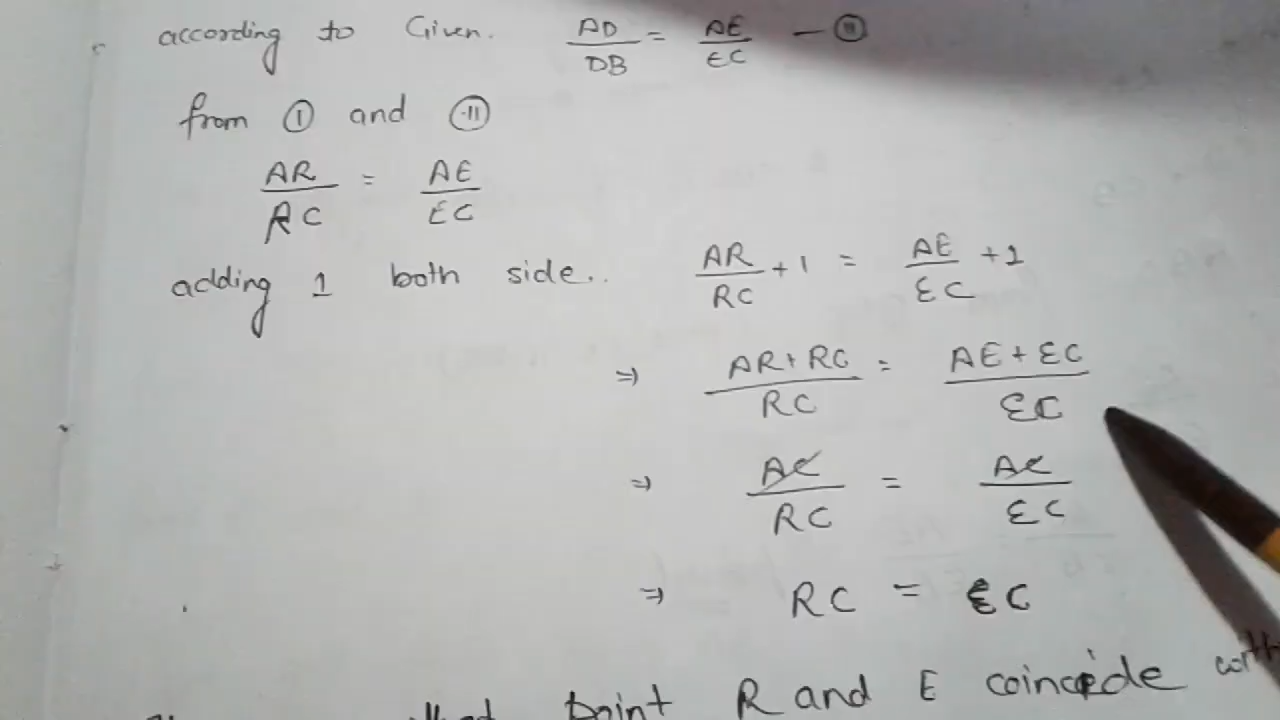 according to Given. AD/DB = AE/EC — (II)
from (I) and (II)
AR/RC = AE/EC
adding 1 both side.. AR/RC + 1 = AE/EC + 1
⇒ AR + RC/RC = AE + EC/EC
⇒ AC/RC = AC/EC
⇒ RC = EC
point R and E coincide with